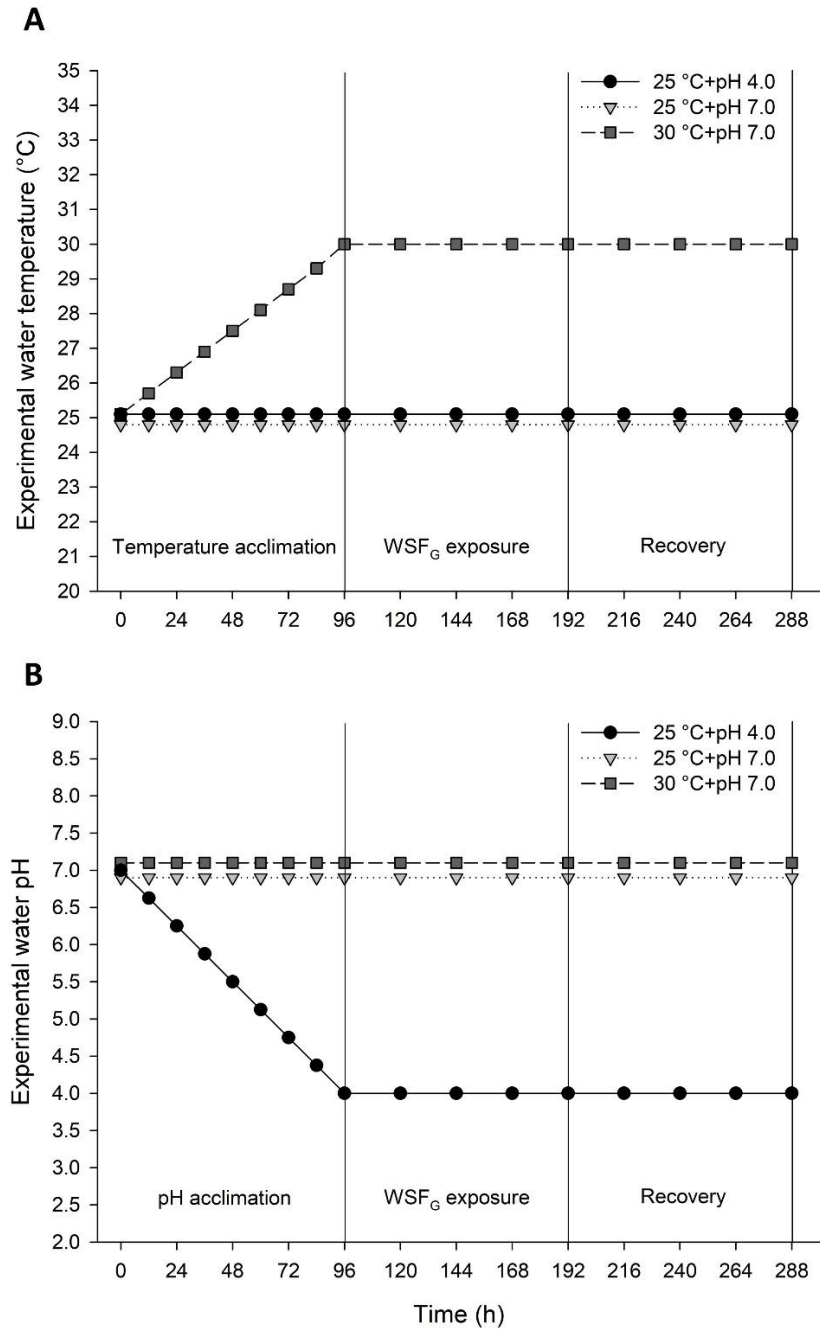 A
Experimental water temperature (°C)
35
34
33
32
31
30
29
28
27
26
25
24
23
22
21
20
25 °C+pH 4.0
25 °C+pH 7.0
30 °C+pH 7.0
Temperature acclimation WSFG exposure Recovery
0 24 48 72 96 120 144 168 192 216 240 264 288
B
Experimental water pH
9.0
8.5
8.0
7.5
7.0
6.5
6.0
5.5
5.0
4.5
4.0
3.5
3.0
2.5
2.0
25 °C+pH 4.0
25 °C+pH 7.0
30 °C+pH 7.0
pH acclimation WSFG exposure Recovery
0 24 48 72 96 120 144 168 192 216 240 264 288
Time (h)